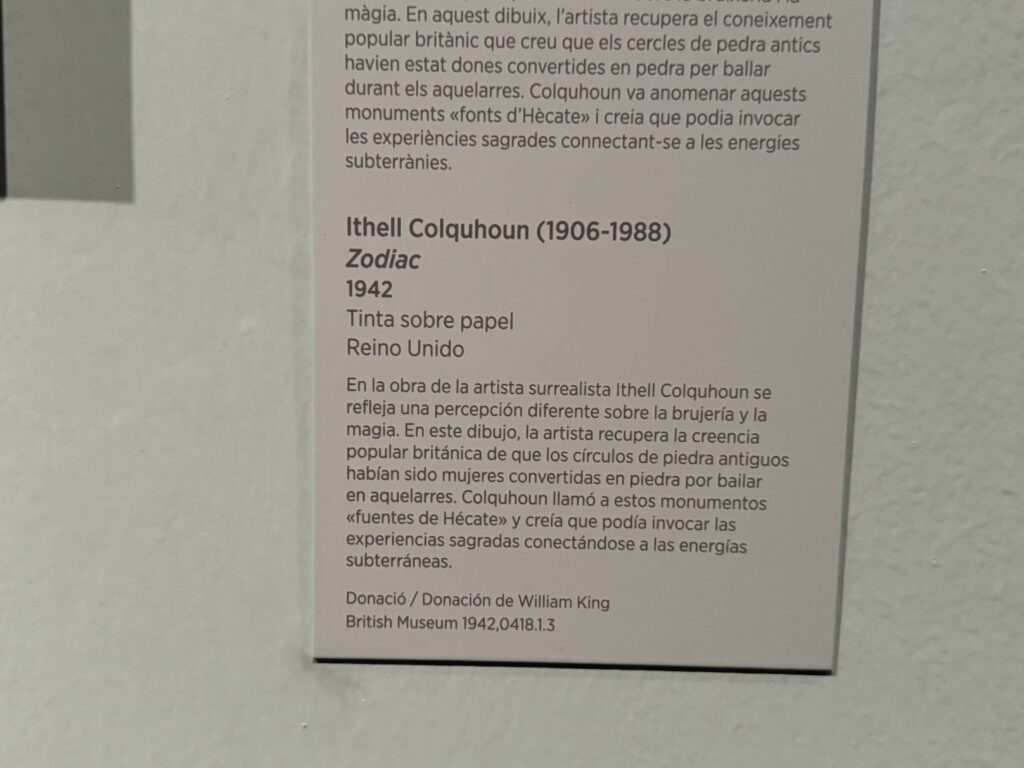 màgia. En aquest dibuix, l'artista recupera el coneixement
popular britànic que creu que els cercles de pedra antics
havien estat dones convertides en pedra per ballar
durant els aquelarres. Colquhoun va anomenar aquests
monuments «fonts d'Hècate» i creia que podia invocar
les experiències sagrades connectant-se a les energies
subterrànies.
Ithell Colquhoun (1906-1988)
Zodiac
1942
Tinta sobre papel
Reino Unido
En la obra de la artista surrealista Ithell Colquhoun se
refleja una percepción diferente sobre la brujería y la
magia. En este dibujo, la artista recupera la creencia
popular británica de que los círculos de piedra antiguos
habían sido mujeres convertidas en piedra por bailar
en aquelarres. Colquhoun llamó a estos monumentos
«fuentes de Hécate» y creía que podía invocar las
experiencias sagradas conectándose a las energías
subterráneas.
Donació / Donación de William King
British Museum 1942,0418.1.3